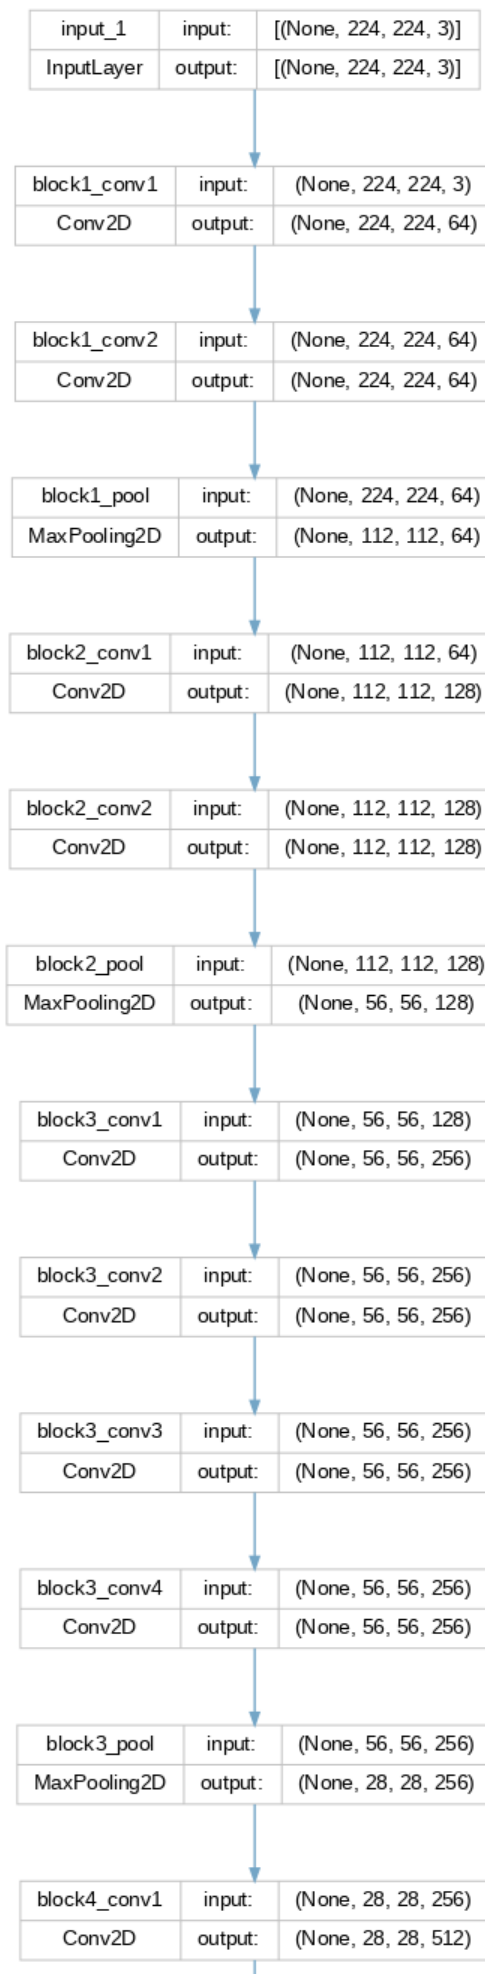 input_1 input: [(None, 224, 224, 3)]
InputLayer output: [(None, 224, 224, 3)]
block1_conv1 input: (None, 224, 224, 3)
Conv2D output: (None, 224, 224, 64)
block1_conv2 input: (None, 224, 224, 64)
Conv2D output: (None, 224, 224, 64)
block1_pool input: (None, 224, 224, 64)
MaxPooling2D output: (None, 112, 112, 64)
block2_conv1 input: (None, 112, 112, 64)
Conv2D output: (None, 112, 112, 128)
block2_conv2 input: (None, 112, 112, 128)
Conv2D output: (None, 112, 112, 128)
block2_pool input: (None, 112, 112, 128)
MaxPooling2D output: (None, 56, 56, 128)
block3_conv1 input: (None, 56, 56, 128)
Conv2D output: (None, 56, 56, 256)
block3_conv2 input: (None, 56, 56, 256)
Conv2D output: (None, 56, 56, 256)
block3_conv3 input: (None, 56, 56, 256)
Conv2D output: (None, 56, 56, 256)
block3_conv4 input: (None, 56, 56, 256)
Conv2D output: (None, 56, 56, 256)
block3_pool input: (None, 56, 56, 256)
MaxPooling2D output: (None, 28, 28, 256)
block4_conv1 input: (None, 28, 28, 256)
Conv2D output: (None, 28, 28, 512)